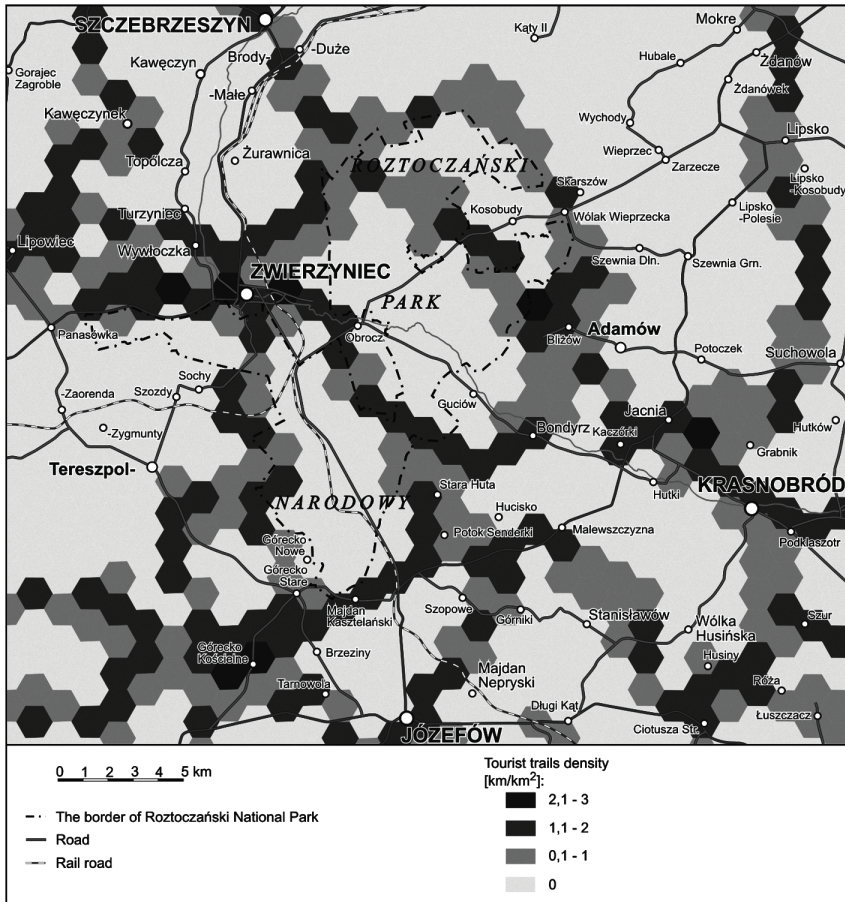 SZCZEBRZESZYN
Brody-
-Duże
Kąty II
Mokre
Gorajec
Zagroble
Kawęczyn
-Małe
Hubale
Żdanów
Żdanówek
Kawęczynek
Wychody
Lipsko
Topólcza
Żurawnica
Wieprzec
Zarzecze
ROZTOCZAŃSKI
Skarszów
Lipsko
-Kosobudy
Turzyniec
Kosobudy
Wólak Wieprzecka
Lipsko
-Polesie
Lipowiec
Wywłoczka
Szewnia Dln.
Szewnia Grn.
ZWIERZYNIEC
PARK
Panasówka
Obrocz
Bliżów
Adamów
Potoczek
Suchowola
Sochy
Szozdy
-Zaorenda
Guciów
Jacnia
-Zygmunty
Bondyrz
Kaczórki
Hutków
Grabnik
Tereszpol-
KRASNOBRÓD
Hutki
NARODOWY
Stara Huta
Hucisko
Malewszczyzna
Potok Senderki
Podklasztor
Górecko
Nowe
Górecko
Stare
Majdan
Kasztelański
Szopowe
Górniki
Stanisławów
Wólka
Husińska
Szur
Górecko
Kościelne
Brzeziny
Husiny
Majdan
Nepryski
Tarnowola
Róża
Długi Kąt
Łuszczacz
JÓZEFÓW
Ciotusza Str.
0 1 2 3 4 5 km
The border of Roztoczański National Park
Road
Rail road
Tourist trails density
[km/km²]:
2,1 - 3
1,1 - 2
0,1 - 1
0